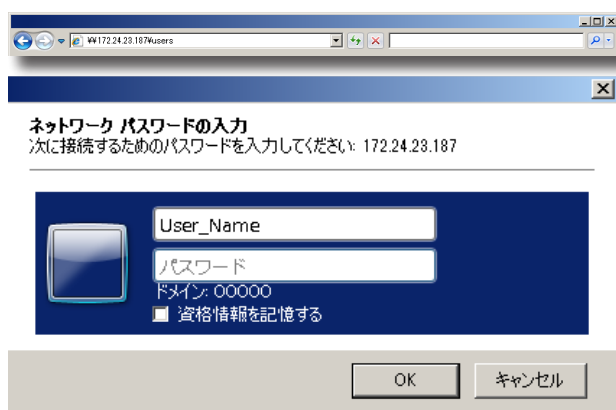 ¥¥172.24.23.187¥users
ネットワーク パスワードの入力
次に接続するためのパスワードを入力してください: 172.24.23.187
User_Name
パスワード
ドメイン: 00000
資格情報を記憶する
OK
キャンセル